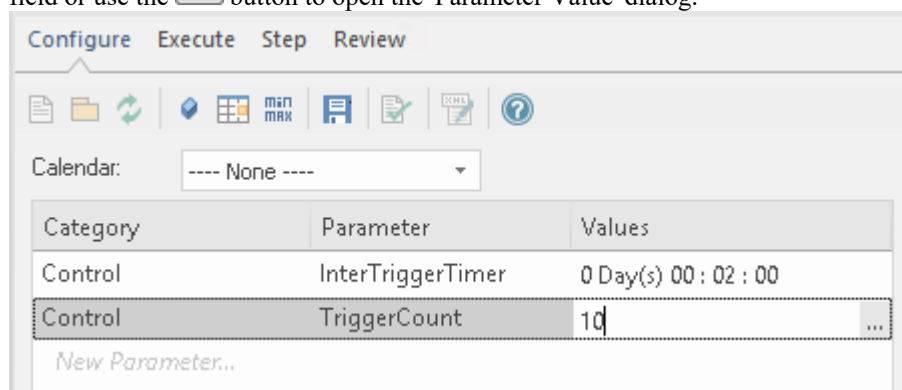 field or use the button to open the 'Parameter Value' dialog.
Configure Execute Step Review
min
max
XML
?
Calendar: ---- None ----
Category Parameter Values
Control InterTriggerTimer 0 Day(s) 00 : 02 : 00
Control TriggerCount 10 ...
New Parameter...